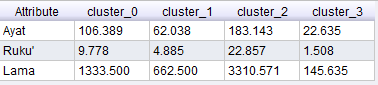 Attribute cluster_0 cluster_1 cluster_2 cluster_3
Ayat 106.389 62.038 183.143 22.635
Ruku' 9.778 4.885 22.857 1.508
Lama 1333.500 662.500 3310.571 145.635